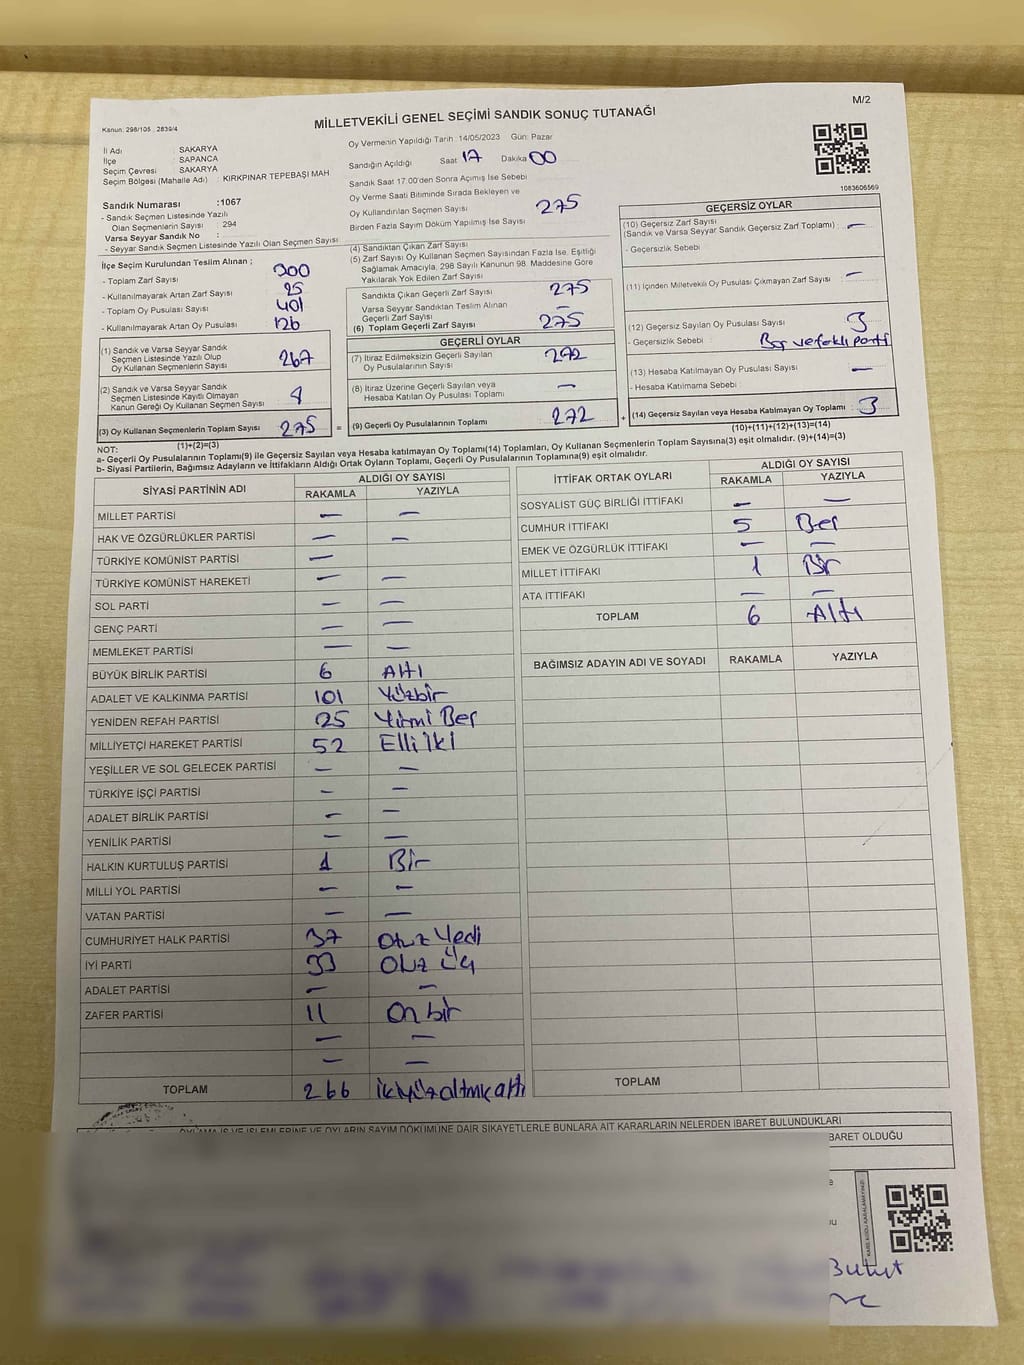 M/2
MİLLETVEKİLİ GENEL SEÇİMİ SANDIK SONUÇ TUTANAĞI
Kanun: 298/105 , 2839/4
Oy Vermenin Yapıldığı Tarih :14/05/2023 Gün: Pazar
İl Adı : SAKARYA
İlçe : SAPANCA
Seçim Çevresi : SAKARYA
Seçim Bölgesi (Mahalle Adı) : KIRKPINAR TEPEBAŞI MAH
Sandığın Açıldığı Saat 17 Dakika 00
Sandık Saat 17.00'den Sonra Açımış İse Sebebi
Oy Verme Saati Bitiminde Sırada Bekleyen ve
Oy Kullandırılan Seçmen Sayısı 275
Birden Fazla Sayım Döküm Yapılmış İse Sayısı
1083606569
Sandık Numarası :1067
- Sandık Seçmen Listesinde Yazılı
Olan Seçmenlerin Sayısı : 294
Varsa Seyyar Sandık No :
- Seyyar Sandık Seçmen Listesinde Yazılı Olan Seçmen Sayısı
İlçe Seçim Kurulundan Teslim Alınan ;
- Toplam Zarf Sayısı 300
- Kullanılmayarak Artan Zarf Sayısı 25
- Toplam Oy Pusulası Sayısı 401
- Kullanılmayarak Artan Oy Pusulası 126
(1) Sandık ve Varsa Seyyar Sandık
Seçmen Listesinde Yazılı Olup
Oy Kullanan Seçmenlerin Sayısı 267
(2) Sandık ve Varsa Seyyar Sandık
Seçmen Listesinde Kayıtlı Olmayan
Kanun Gereği Oy Kullanan Seçmen Sayısı
(3) Oy Kullanan Seçmenlerin Toplam Sayısı 275
(1)+(2)=(3)
(4) Sandıktan Çıkan Zarf Sayısı
(5) Zarf Sayısı Oy Kullanan Seçmen Sayısından Fazla İse, Eşitliği
Sağlamak Amacıyla, 298 Sayılı Kanunun 98. Maddesine Göre
Yakılarak Yok Edilen Zarf Sayısı
Sandıkta Çıkan Geçerli Zarf Sayısı 275
Varsa Seyyar Sandıktan Teslim Alınan
Geçerli Zarf Sayısı –
(6) Toplam Geçerli Zarf Sayısı 275
GEÇERLİ OYLAR
(7) İtiraz Edilmeksizin Geçerli Sayılan
Oy Pusulalarının Sayısı 272
(8) İtiraz Üzerine Geçerli Sayılan veya
Hesaba Katılan Oy Pusulası Toplamı –
= (9) Geçerli Oy Pusulalarının Toplamı 272 +
GEÇERSİZ OYLAR
(10) Geçersiz Zarf Sayısı
(Sandık ve Varsa Seyyar Sandık Geçersiz Zarf Toplamı) : –
- Geçersizlik Sebebi
(11) İçinden Milletvekili Oy Pusulası Çıkmayan Zarf Sayısı : –
(12) Geçersiz Sayılan Oy Pusulası Sayısı : 3
- Geçersizlik Sebebi :
(13) Hesaba Katılmayan Oy Pusulası Sayısı : –
- Hesaba Katılmama Sebebi :
(14) Geçersiz Sayılan veya Hesaba Katılmayan Oy Toplamı : 3
(10)+(11)+(12)+(13)=(14)
NOT:
a- Geçerli Oy Pusulaların Toplamı(9) ile Geçersiz Sayılan veya Hesaba katılmayan Oy Toplamı(14) Toplamları, Oy Kullanan Seçmenlerin Toplam Sayısına(3) eşit olmalıdır. (9)+(14)=(3)
b- Siyasi Partilerin, Bağımsız Adayların ve İttifakların Aldığı Ortak Oyların Toplamı, Geçerli Oy Pusulalarının Toplamına(9) eşit olmalıdır.
SİYASİ PARTİNİN ADI ALDIĞI OY SAYISI
RAKAMLA YAZIYLA
MİLLET PARTİSİ – –
HAK VE ÖZGÜRLÜKLER PARTİSİ – –
TÜRKİYE KOMÜNİST PARTİSİ –
TÜRKİYE KOMÜNİST HAREKETİ – –
SOL PARTİ – –
GENÇ PARTİ – –
MEMLEKET PARTİSİ – –
BÜYÜK BİRLİK PARTİSİ 6 Altı
ADALET VE KALKINMA PARTİSİ 101 Yüzbir
YENİDEN REFAH PARTİSİ 25 Yirmi Beş
MİLLİYETÇİ HAREKET PARTİSİ 52 Elli iki
YEŞİLLER VE SOL GELECEK PARTİSİ – –
TÜRKİYE İŞÇİ PARTİSİ – –
ADALET BİRLİK PARTİSİ – –
YENİLİK PARTİSİ – –
HALKIN KURTULUŞ PARTİSİ 1 Bir
MİLLİ YOL PARTİSİ – –
VATAN PARTİSİ – –
CUMHURİYET HALK PARTİSİ 37 Otuz Yedi
İYİ PARTİ 33 Otuz Üç
ADALET PARTİSİ – –
ZAFER PARTİSİ 11 On bir
– –
– –
TOPLAM 266 ikiyüzaltmışaltı
İTTİFAK ORTAK OYLARI ALDIĞI OY SAYISI
RAKAMLA YAZIYLA
SOSYALİST GÜÇ BİRLİĞİ İTTİFAKI – –
CUMHUR İTTİFAKI 5 Beş
EMEK VE ÖZGÜRLÜK İTTİFAKI – –
MİLLET İTTİFAKI 1 Bir
ATA İTTİFAKI – –
TOPLAM 6 Altı
BAĞIMSIZ ADAYIN ADI VE SOYADI RAKAMLA YAZIYLA
TOPLAM
OYLAMA İŞ VE İŞLEMLERİNE VE OYLARIN SAYIM DÖKÜMÜNE DAİR ŞİKAYETLERLE BUNLARA AİT KARARLARIN NELERDEN İBARET BULUNDUKLARI
BARET OLDUĞU
Bulut